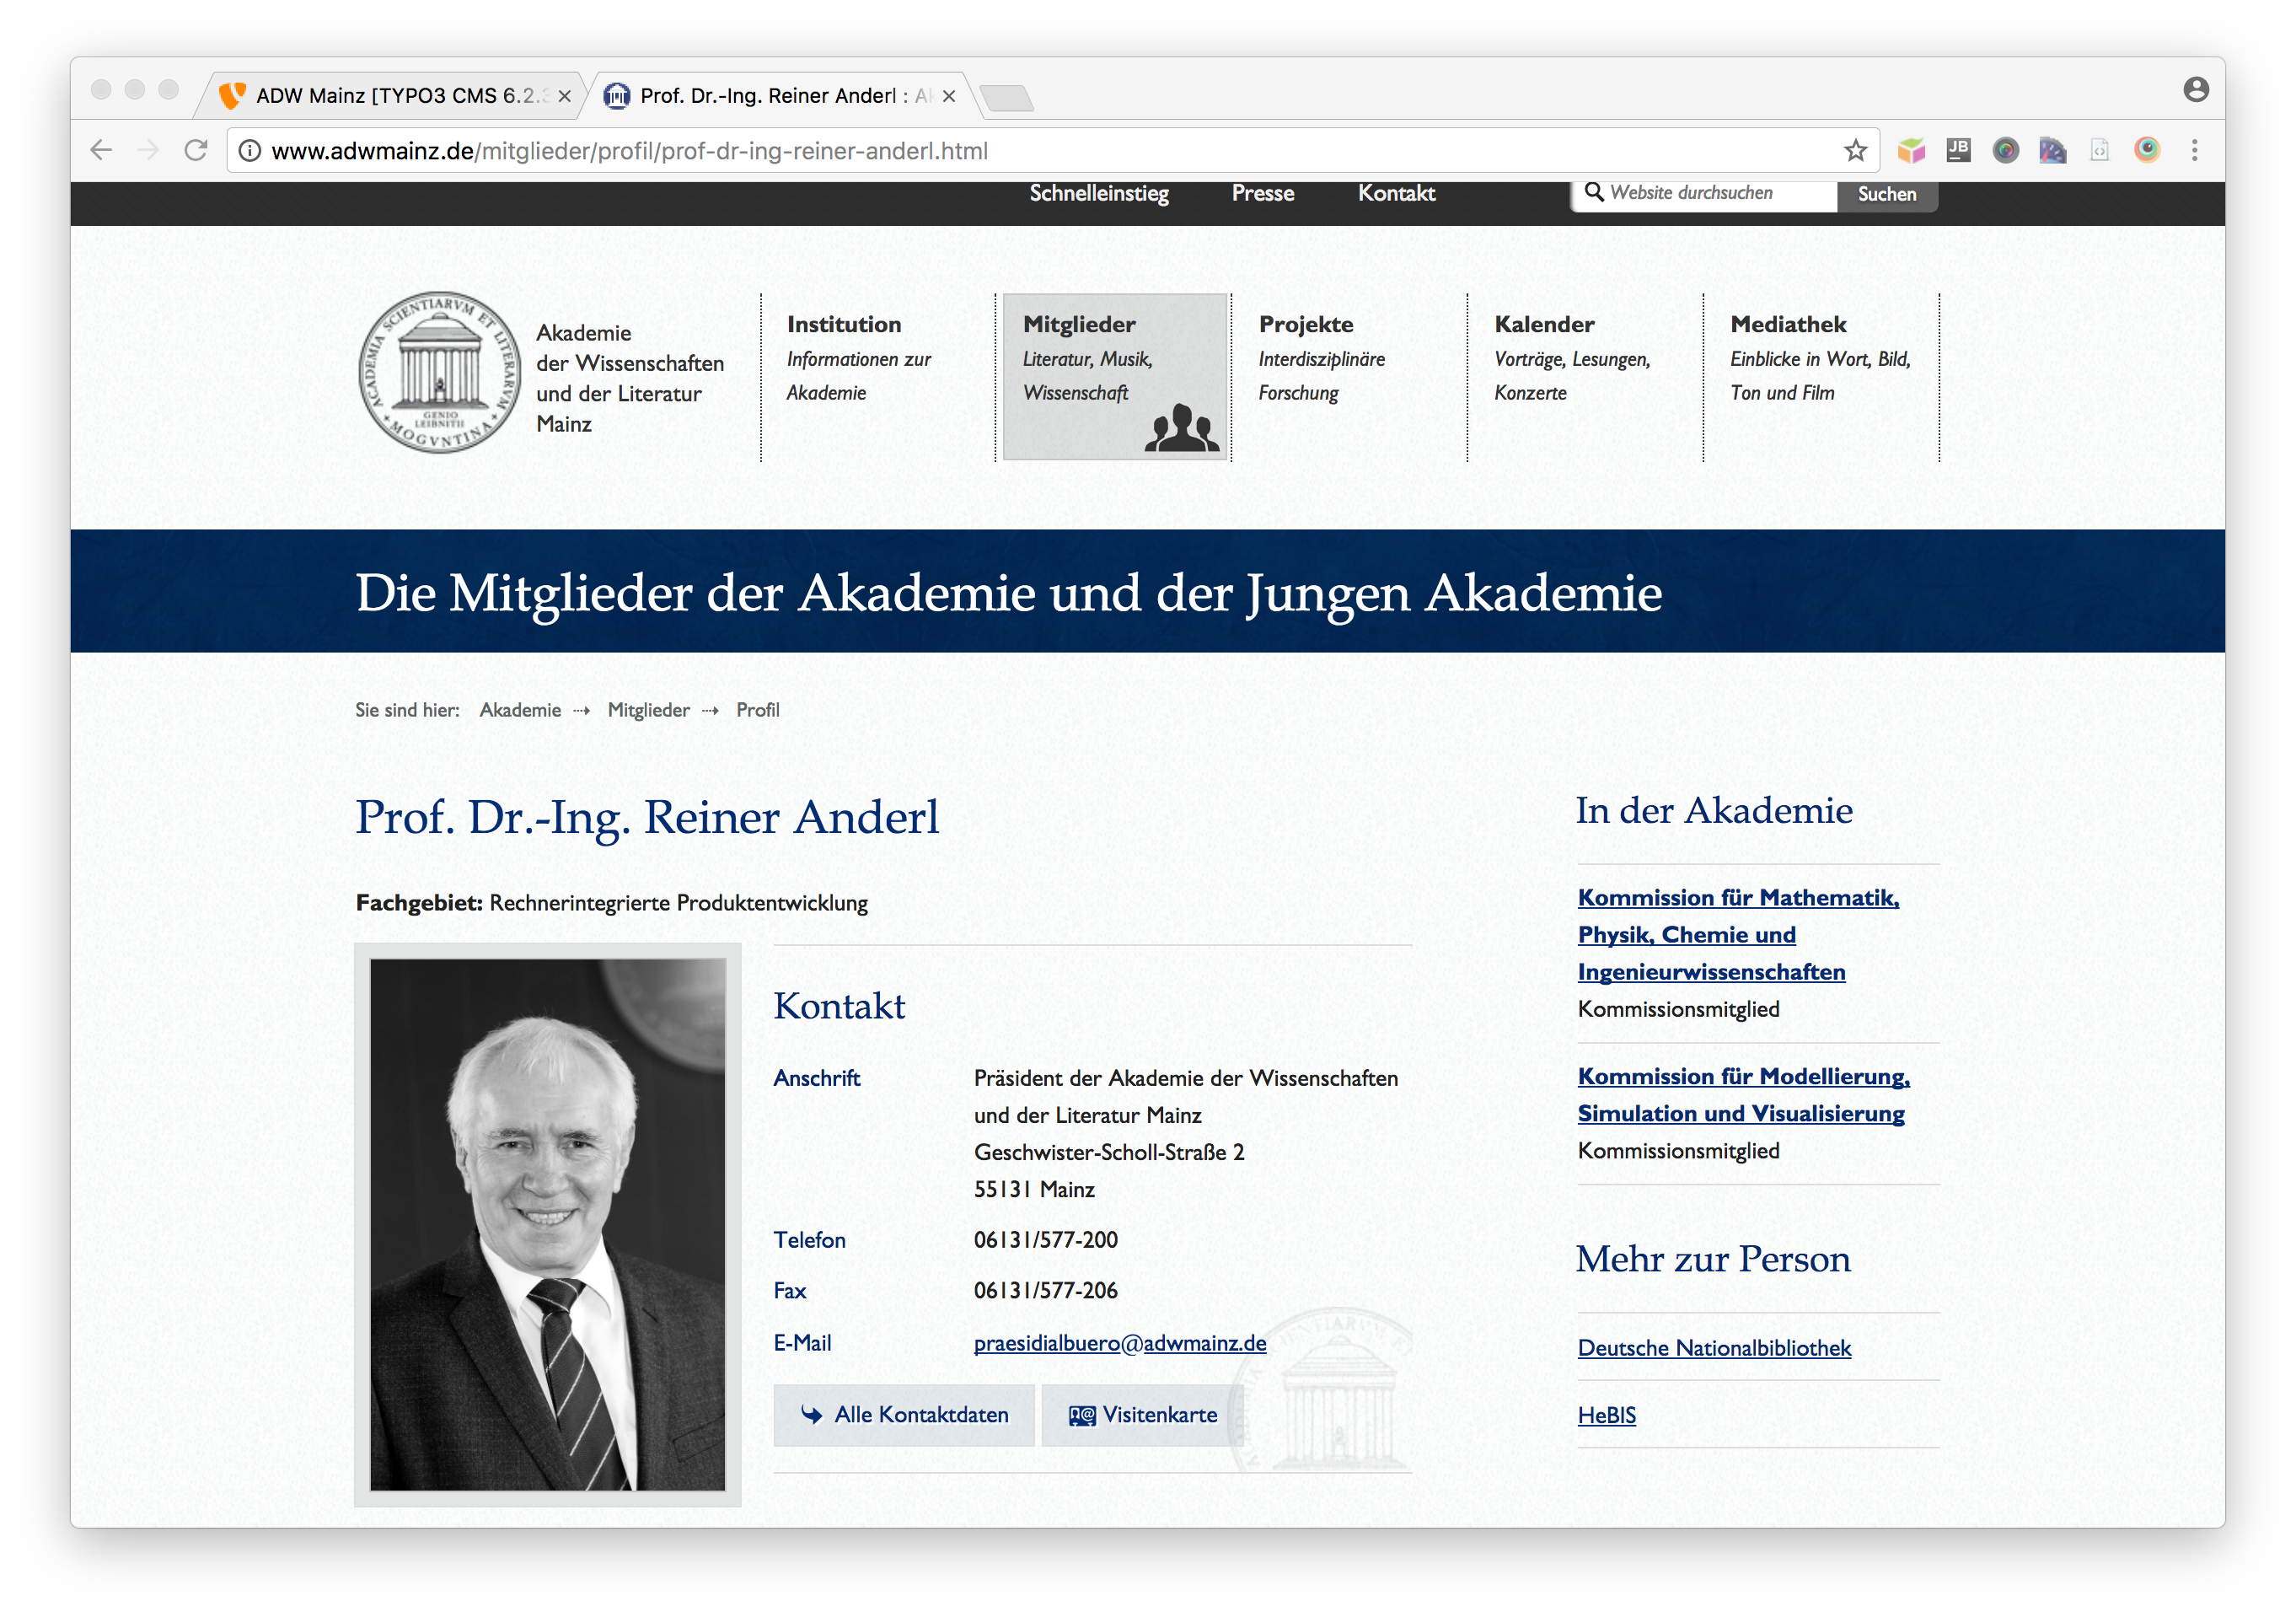 ADW Mainz [TYPO3 CMS 6.2.3
Prof. Dr.-Ing. Reiner Anderl : Ak
www.adwmainz.de/mitglieder/profil/prof-dr-ing-reiner-anderl.html
JB
Schnelleinstieg Presse Kontakt Website durchsuchen Suchen
ACADEMIA SCIENTIARVM ET LITERARVM
MOGVNTINA
GENIO
LEIBNITII
Akademie
der Wissenschaften
und der Literatur
Mainz
Institution
Informationen zur
Akademie
Mitglieder
Literatur, Musik,
Wissenschaft
Projekte
Interdisziplinäre
Forschung
Kalender
Vorträge, Lesungen,
Konzerte
Mediathek
Einblicke in Wort, Bild,
Ton und Film
Die Mitglieder der Akademie und der Jungen Akademie
Sie sind hier: Akademie Mitglieder Profil
Prof. Dr.-Ing. Reiner Anderl
Fachgebiet: Rechnerintegrierte Produktentwicklung
Kontakt
Anschrift
Präsident der Akademie der Wissenschaften
und der Literatur Mainz
Geschwister-Scholl-Straße 2
55131 Mainz
Telefon 06131/577-200
Fax 06131/577-206
E-Mail praesidialbuero@adwmainz.de
Alle Kontaktdaten Visitenkarte
In der Akademie
Kommission für Mathematik,
Physik, Chemie und
Ingenieurwissenschaften
Kommissionsmitglied
Kommission für Modellierung,
Simulation und Visualisierung
Kommissionsmitglied
Mehr zur Person
Deutsche Nationalbibliothek
HeBIS